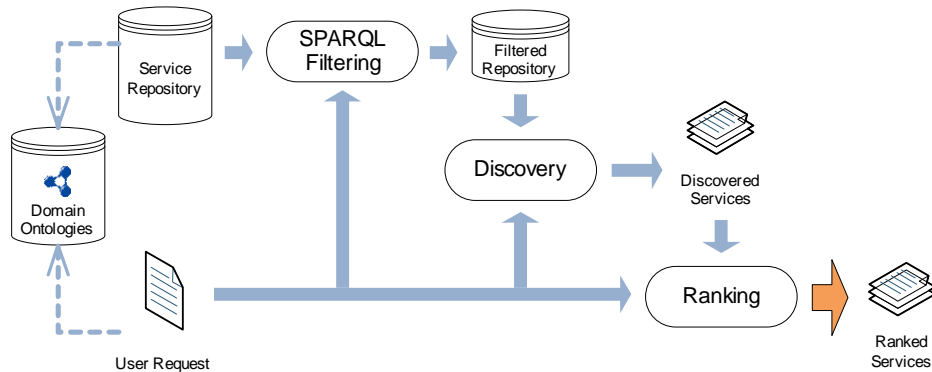 SPARQL
Filtering
Service
Repository
Filtered
Repository
Discovery
Discovered
Services
Domain
Ontologies
Ranking
User Request
Ranked
Services